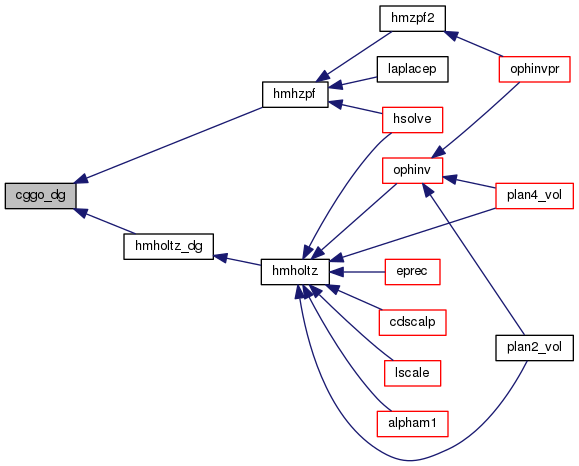 hmzpf2
ophinvpr
laplacep
hmhzpf
hsolve
ophinv
cggo_dg
plan4_vol
hmholtz_dg
hmholtz
eprec
cdscalp
plan2_vol
lscale
alpham1